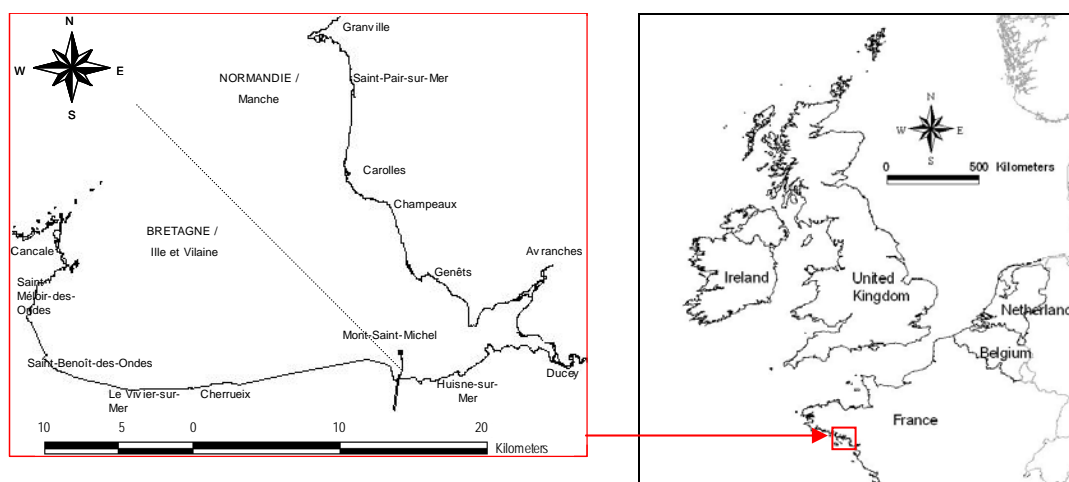 N
W
E
S
Granville
NORMANDIE /
Manche
Saint-Pair-sur-Mer
Carolles
Champeaux
BRETAGNE /
Ille et Vilaine
Cancale
Avranches
Genêts
Saint-
Méloir-des-
Ondes
Mont-Saint-Michel
Saint-Benoît-des-Ondes
Le Vivier-sur-
Mer
Cherrueix
Huisne-sur-
Mer
Ducey
10 5 0 10 20
Kilometers
N
W
E
S
0 500 Kilometers
Ireland
United
Kingdom
Netherland
Belgium
France